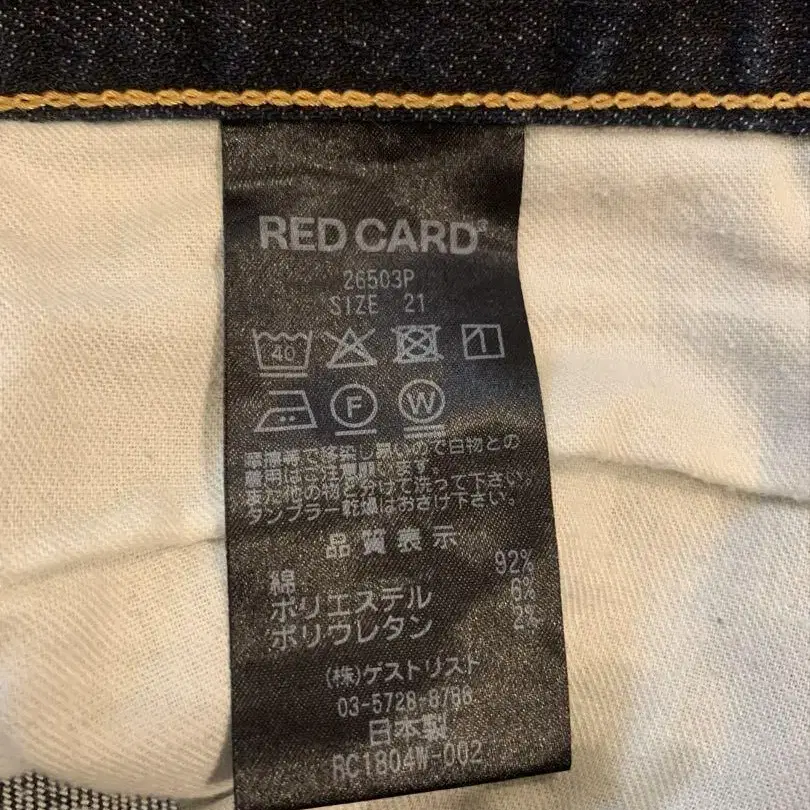 RED CARD
26503P
SIZE 21
40
F
W
摩擦等で移染し易いので白物との
着用はご注意願います。
また他の物と分けて洗って下さい。
タンブラー乾燥はおさけ下さい。
品質表示
綿 92%
ポリエステル 6%
ポリウレタン 2%
(株)ゲストリスト
03-5728-8788
日本製
RC1804W-002